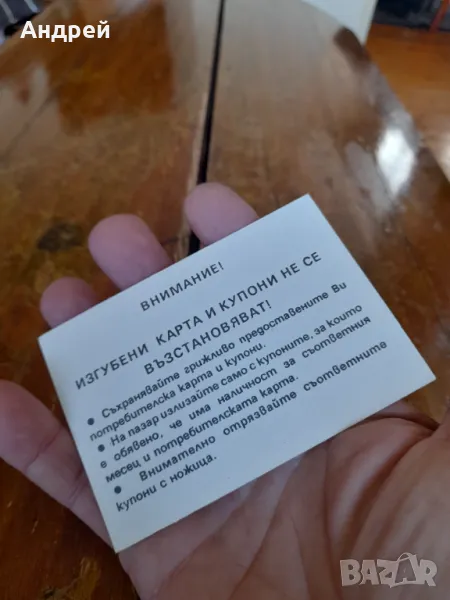 Андрей
ВНИМАНИЕ!
ИЗГУБЕНИ КАРТА И КУПОНИ НЕ СЕ
ВЪЗСТАНОВЯВАТ!
● Съхранявайте грижливо предоставените Ви
потребителска карта и купони.
● На пазар излизайте само с купоните, за които
е обявено, че има наличност за съответния
месец и потребителската карта.
● Внимателно отрязвайте съответните
купони с ножица.
BAZAR